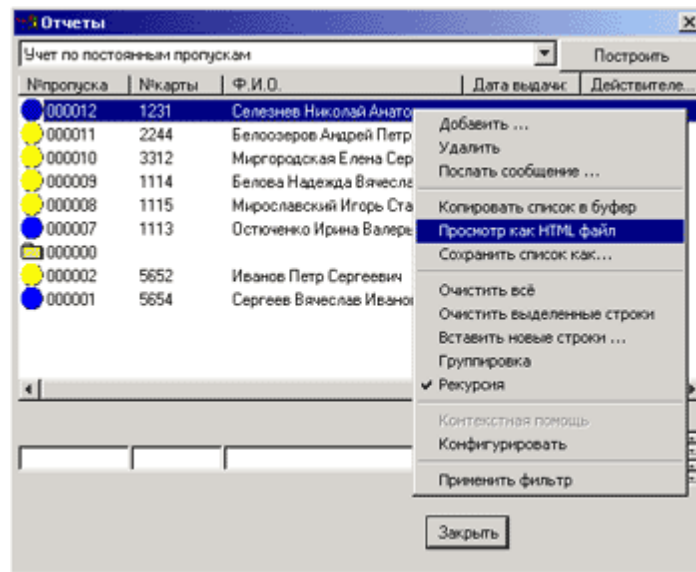 Отчеты
Учет по постоянным пропускам
Построить
№пропуска №карты Ф.И.О. Дата выдачи: Действителе...
000012 1231 Селезнев Николай Анато
000011 2244 Белоозеров Андрей Петр
000010 3312 Миргородская Елена Сер
000009 1114 Белова Надежда Вячесла
000008 1115 Мирославский Игорь Ста
000007 1113 Остюченко Ирина Валерь
000000
000002 5652 Иванов Петр Сергеевич
000001 5654 Сергеев Вячеслав Ивано
Добавить ...
Удалить
Послать сообщение ...
Копировать список в буфер
Просмотр как HTML файл
Сохранить список как...
Очистить всё
Очистить выделенные строки
Вставить новые строки ...
Группировка
Рекурсия
Контекстная помощь
Конфигурировать
Применить фильтр
Закрыть